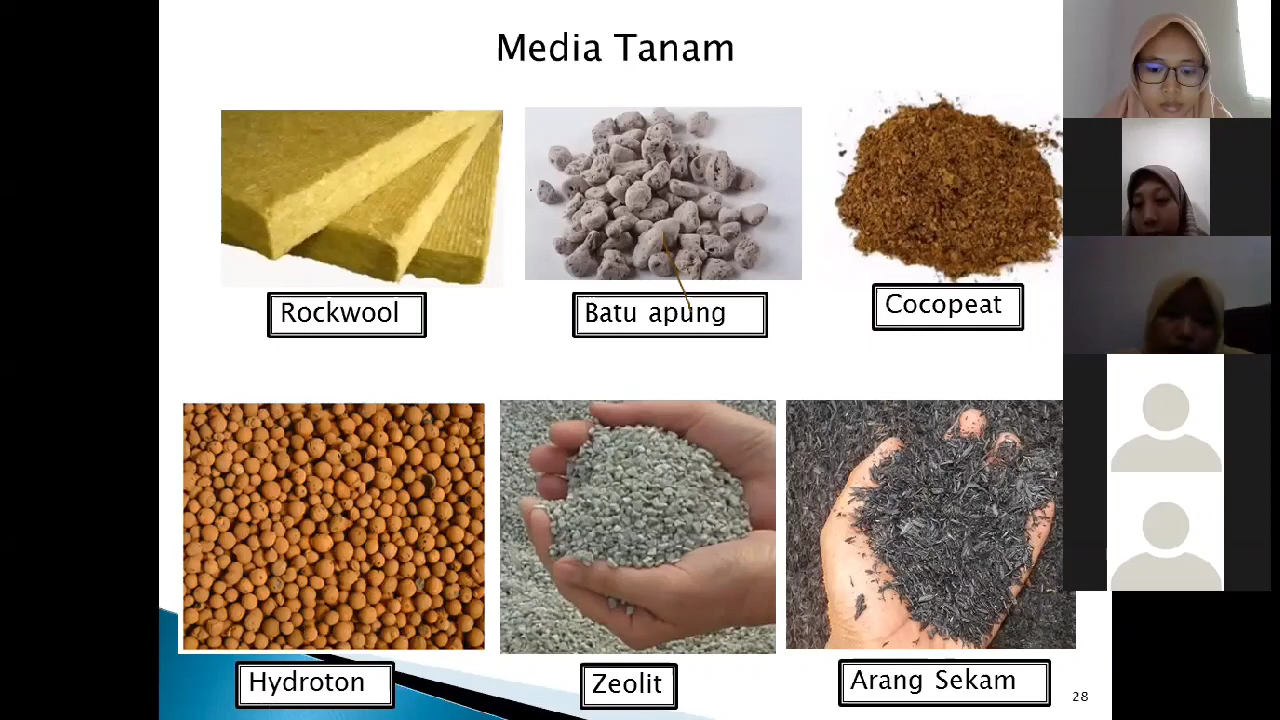 Media Tanam
Rockwool
Batu apung
Cocopeat
Hydroton
Zeolit
Arang Sekam
28